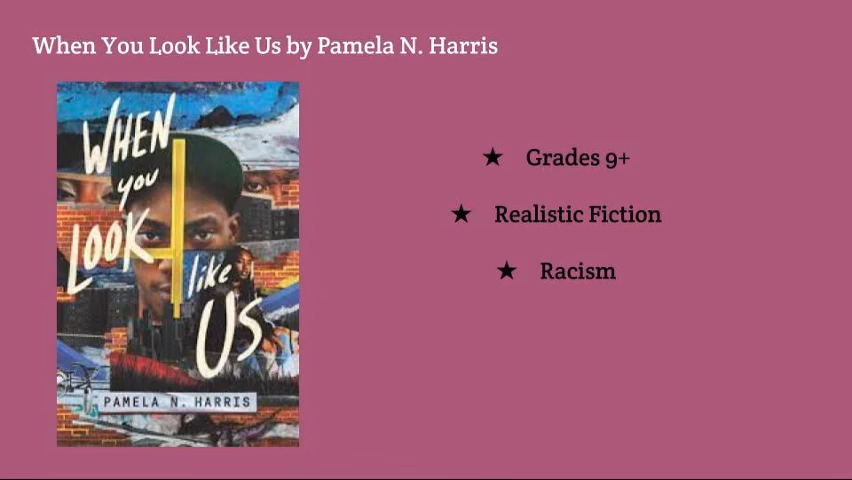 When You Look Like Us by Pamela N. Harris
WHEN
you
LOOK
like
US
PAMELA N. HARRIS
★ Grades 9+
★ Realistic Fiction
★ Racism